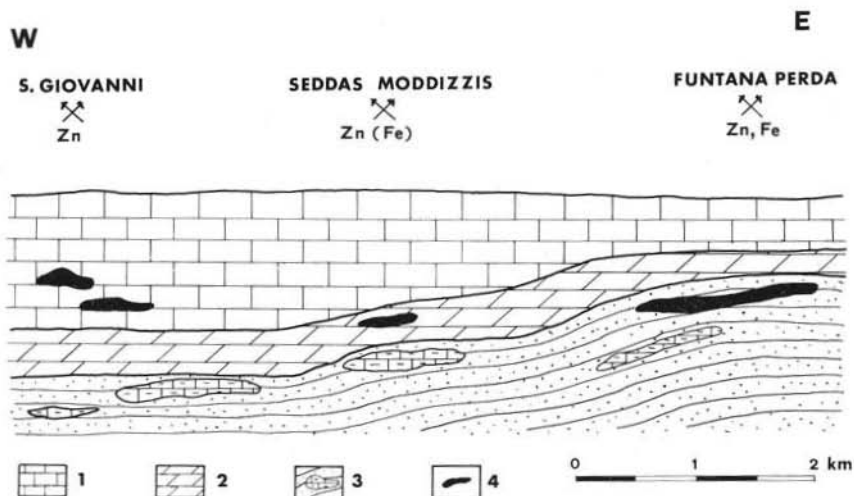 W E
S. GIOVANNI SEDDAS MODDIZZIS FUNTANA PERDA
Zn Zn (Fe) Zn, Fe
1 2 3 4 0 1 2 km